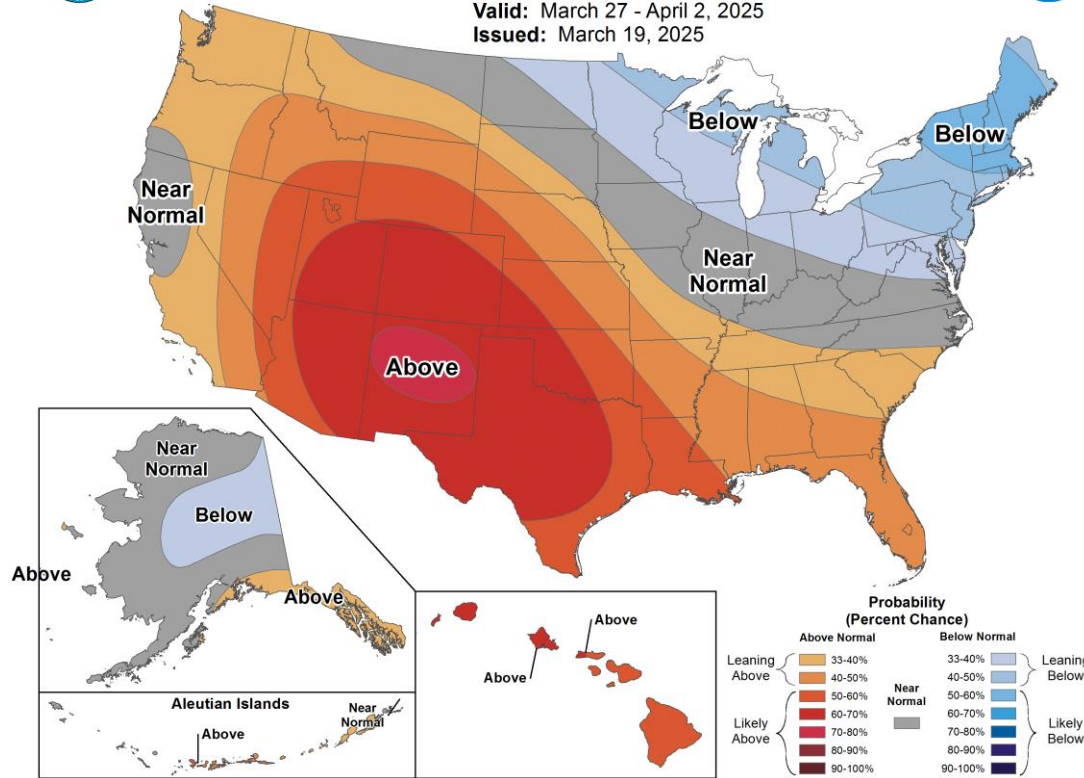 Valid: March 27 - April 2, 2025
Issued: March 19, 2025
Below
Below
Near
Normal
Near
Normal
Above
Near
Normal
Below
Above
Above
Aleutian Islands
Near
Normal
Above
Above
Above
Probability
(Percent Chance)
Above Normal
Below Normal
Leaning
Above
33-40%
40-50%
Likely
Above
50-60%
60-70%
70-80%
80-90%
90-100%
Near
Normal
33-40%
40-50%
Leaning
Below
50-60%
60-70%
70-80%
80-90%
90-100%
Likely
Below